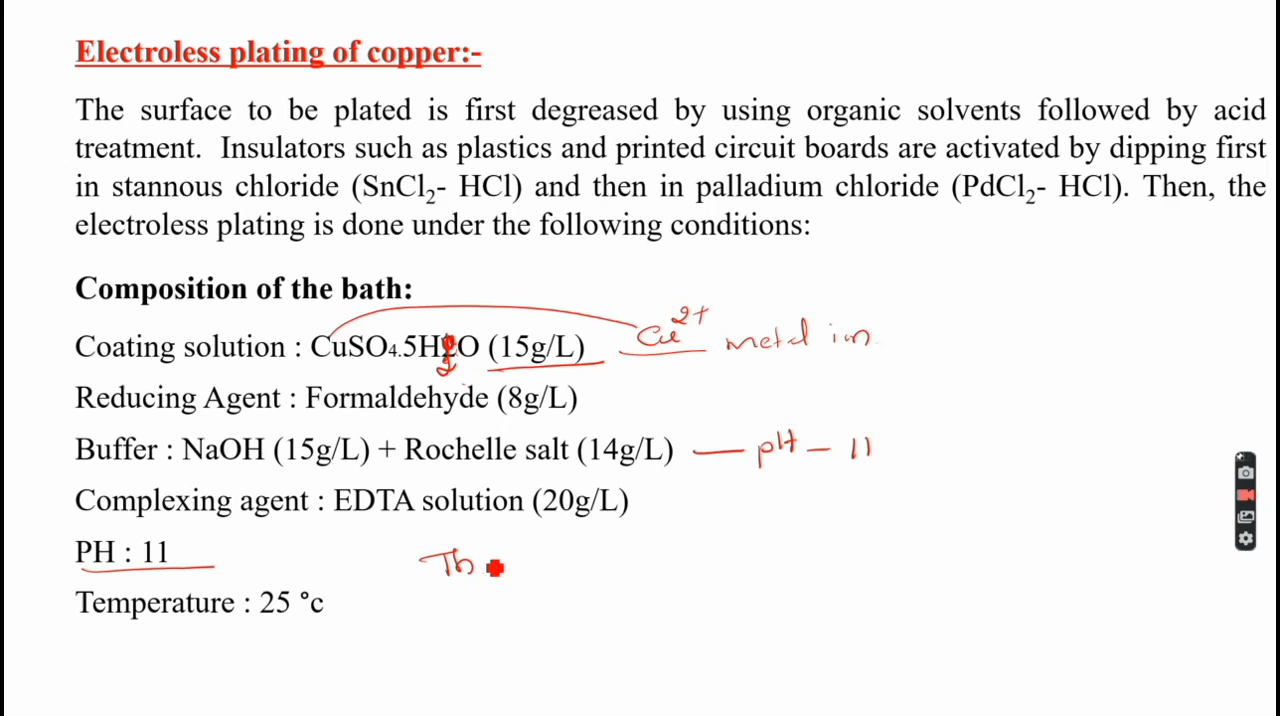 Electroless plating of copper:-
The surface to be plated is first degreased by using organic solvents followed by acid
treatment. Insulators such as plastics and printed circuit boards are activated by dipping first
in stannous chloride (SnCl₂- HCl) and then in palladium chloride (PdCl₂- HCl). Then, the
electroless plating is done under the following conditions:
Composition of the bath:
Coating solution : CuSO₄.5H₂O (15g/L) Cu²⁺ metal ion
Reducing Agent : Formaldehyde (8g/L)
Buffer : NaOH (15g/L) + Rochelle salt (14g/L) — pH – 11
Complexing agent : EDTA solution (20g/L)
PH : 11
Th
Temperature : 25 °c